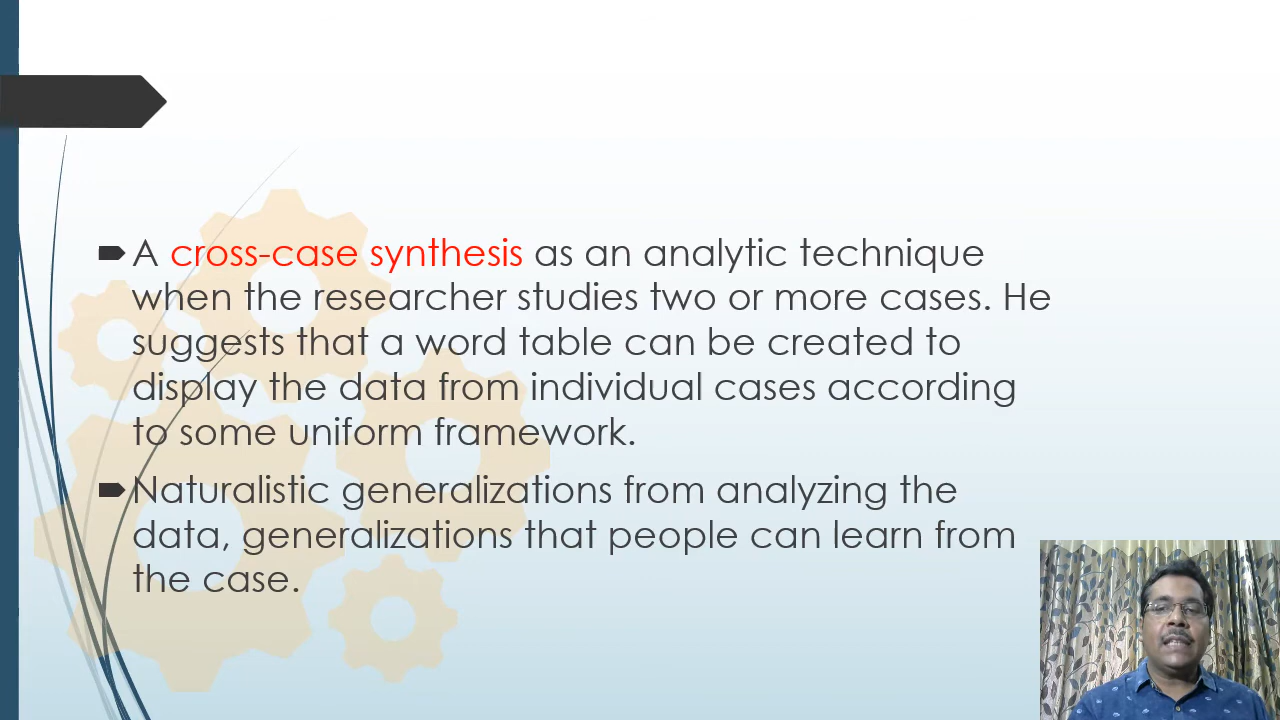 A cross-case synthesis as an analytic technique
when the researcher studies two or more cases. He
suggests that a word table can be created to
display the data from individual cases according
to some uniform framework.
Naturalistic generalizations from analyzing the
data, generalizations that people can learn from
the case.